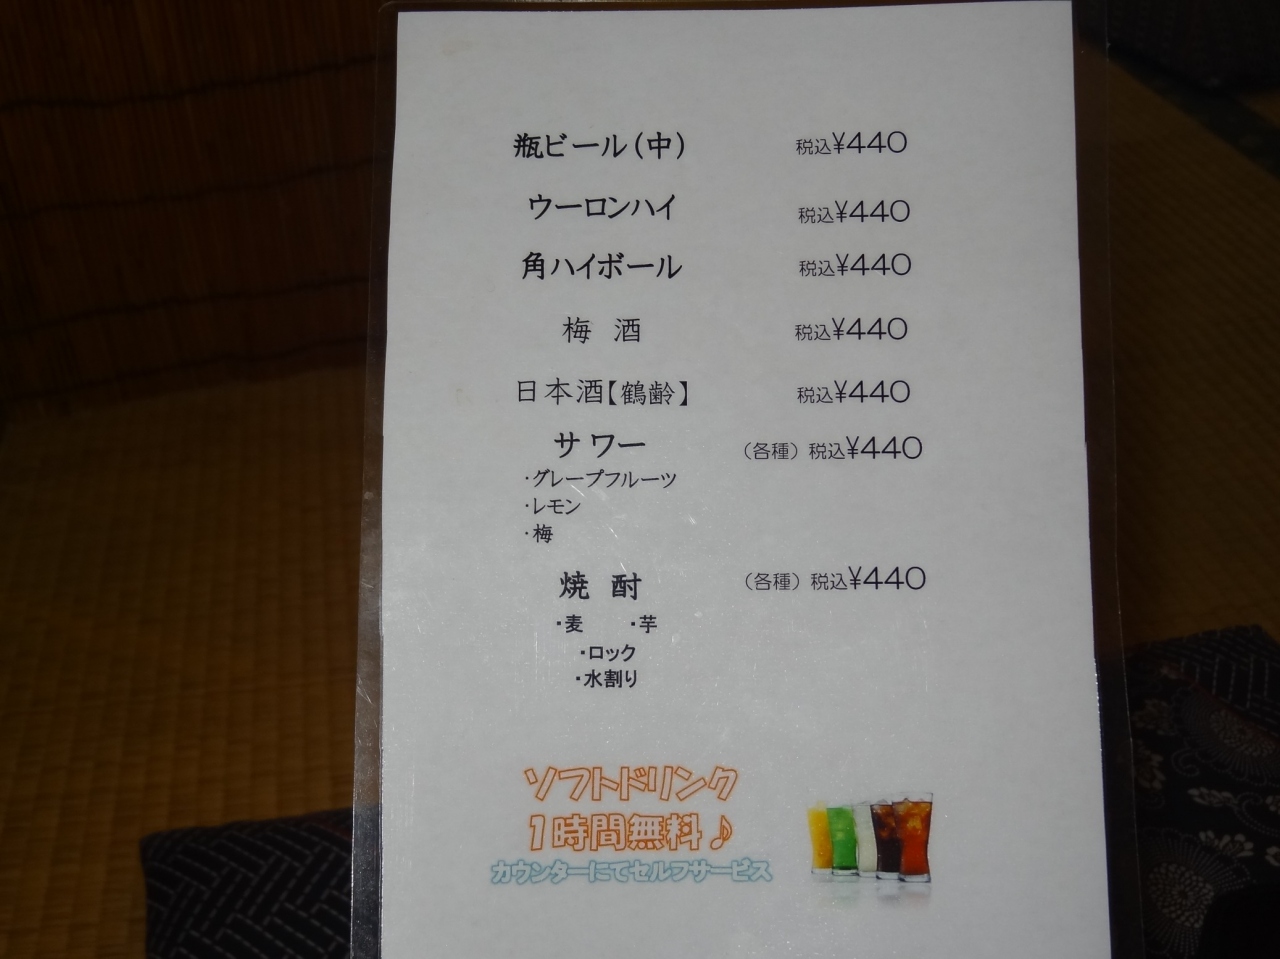 瓶ビール（中） 税込¥440
ウーロンハイ 税込¥440
角ハイボール 税込¥440
梅 酒 税込¥440
日本酒【鶴齢】 税込¥440
サワー （各種）税込¥440
・グレープフルーツ
・レモン
・梅
焼 酎 （各種）税込¥440
・麦 ・芋
・ロック
・水割り
ソフトドリンク
1時間無料♪
カウンターにてセルフサービス